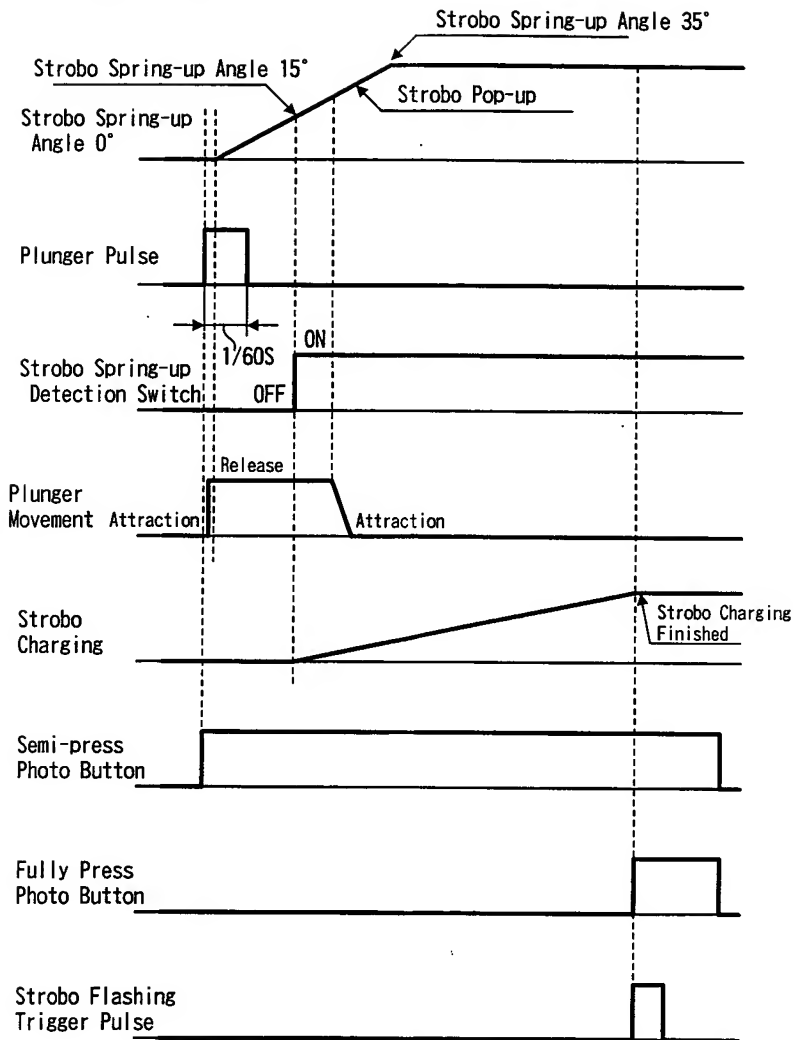 Strobo Spring-up Angle 35°
Strobo Spring-up Angle 15°
Strobo Pop-up
Strobo Spring-up
Angle 0°
Plunger Pulse
1/60S
ON
Strobo Spring-up
Detection Switch
OFF
Release
Plunger
Movement
Attraction
Attraction
Strobo
Charging
Strobo Charging
Finished
Semi-press
Photo Button
Fully Press
Photo Button
Strobo Flashing
Trigger Pulse